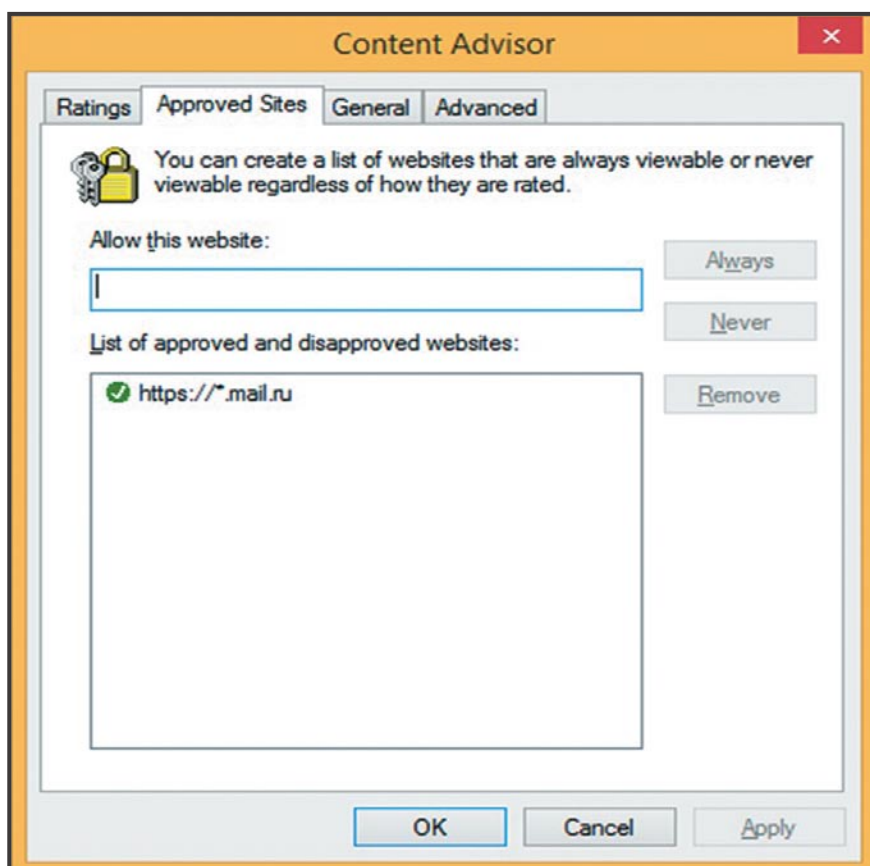 Content Advisor
Ratings
Approved Sites
General
Advanced
You can create a list of websites that are always viewable or never
viewable regardless of how they are rated.
Allow this website:
Always
Never
List of approved and disapproved websites:
https://*.mail.ru
Remove
OK
Cancel
Apply